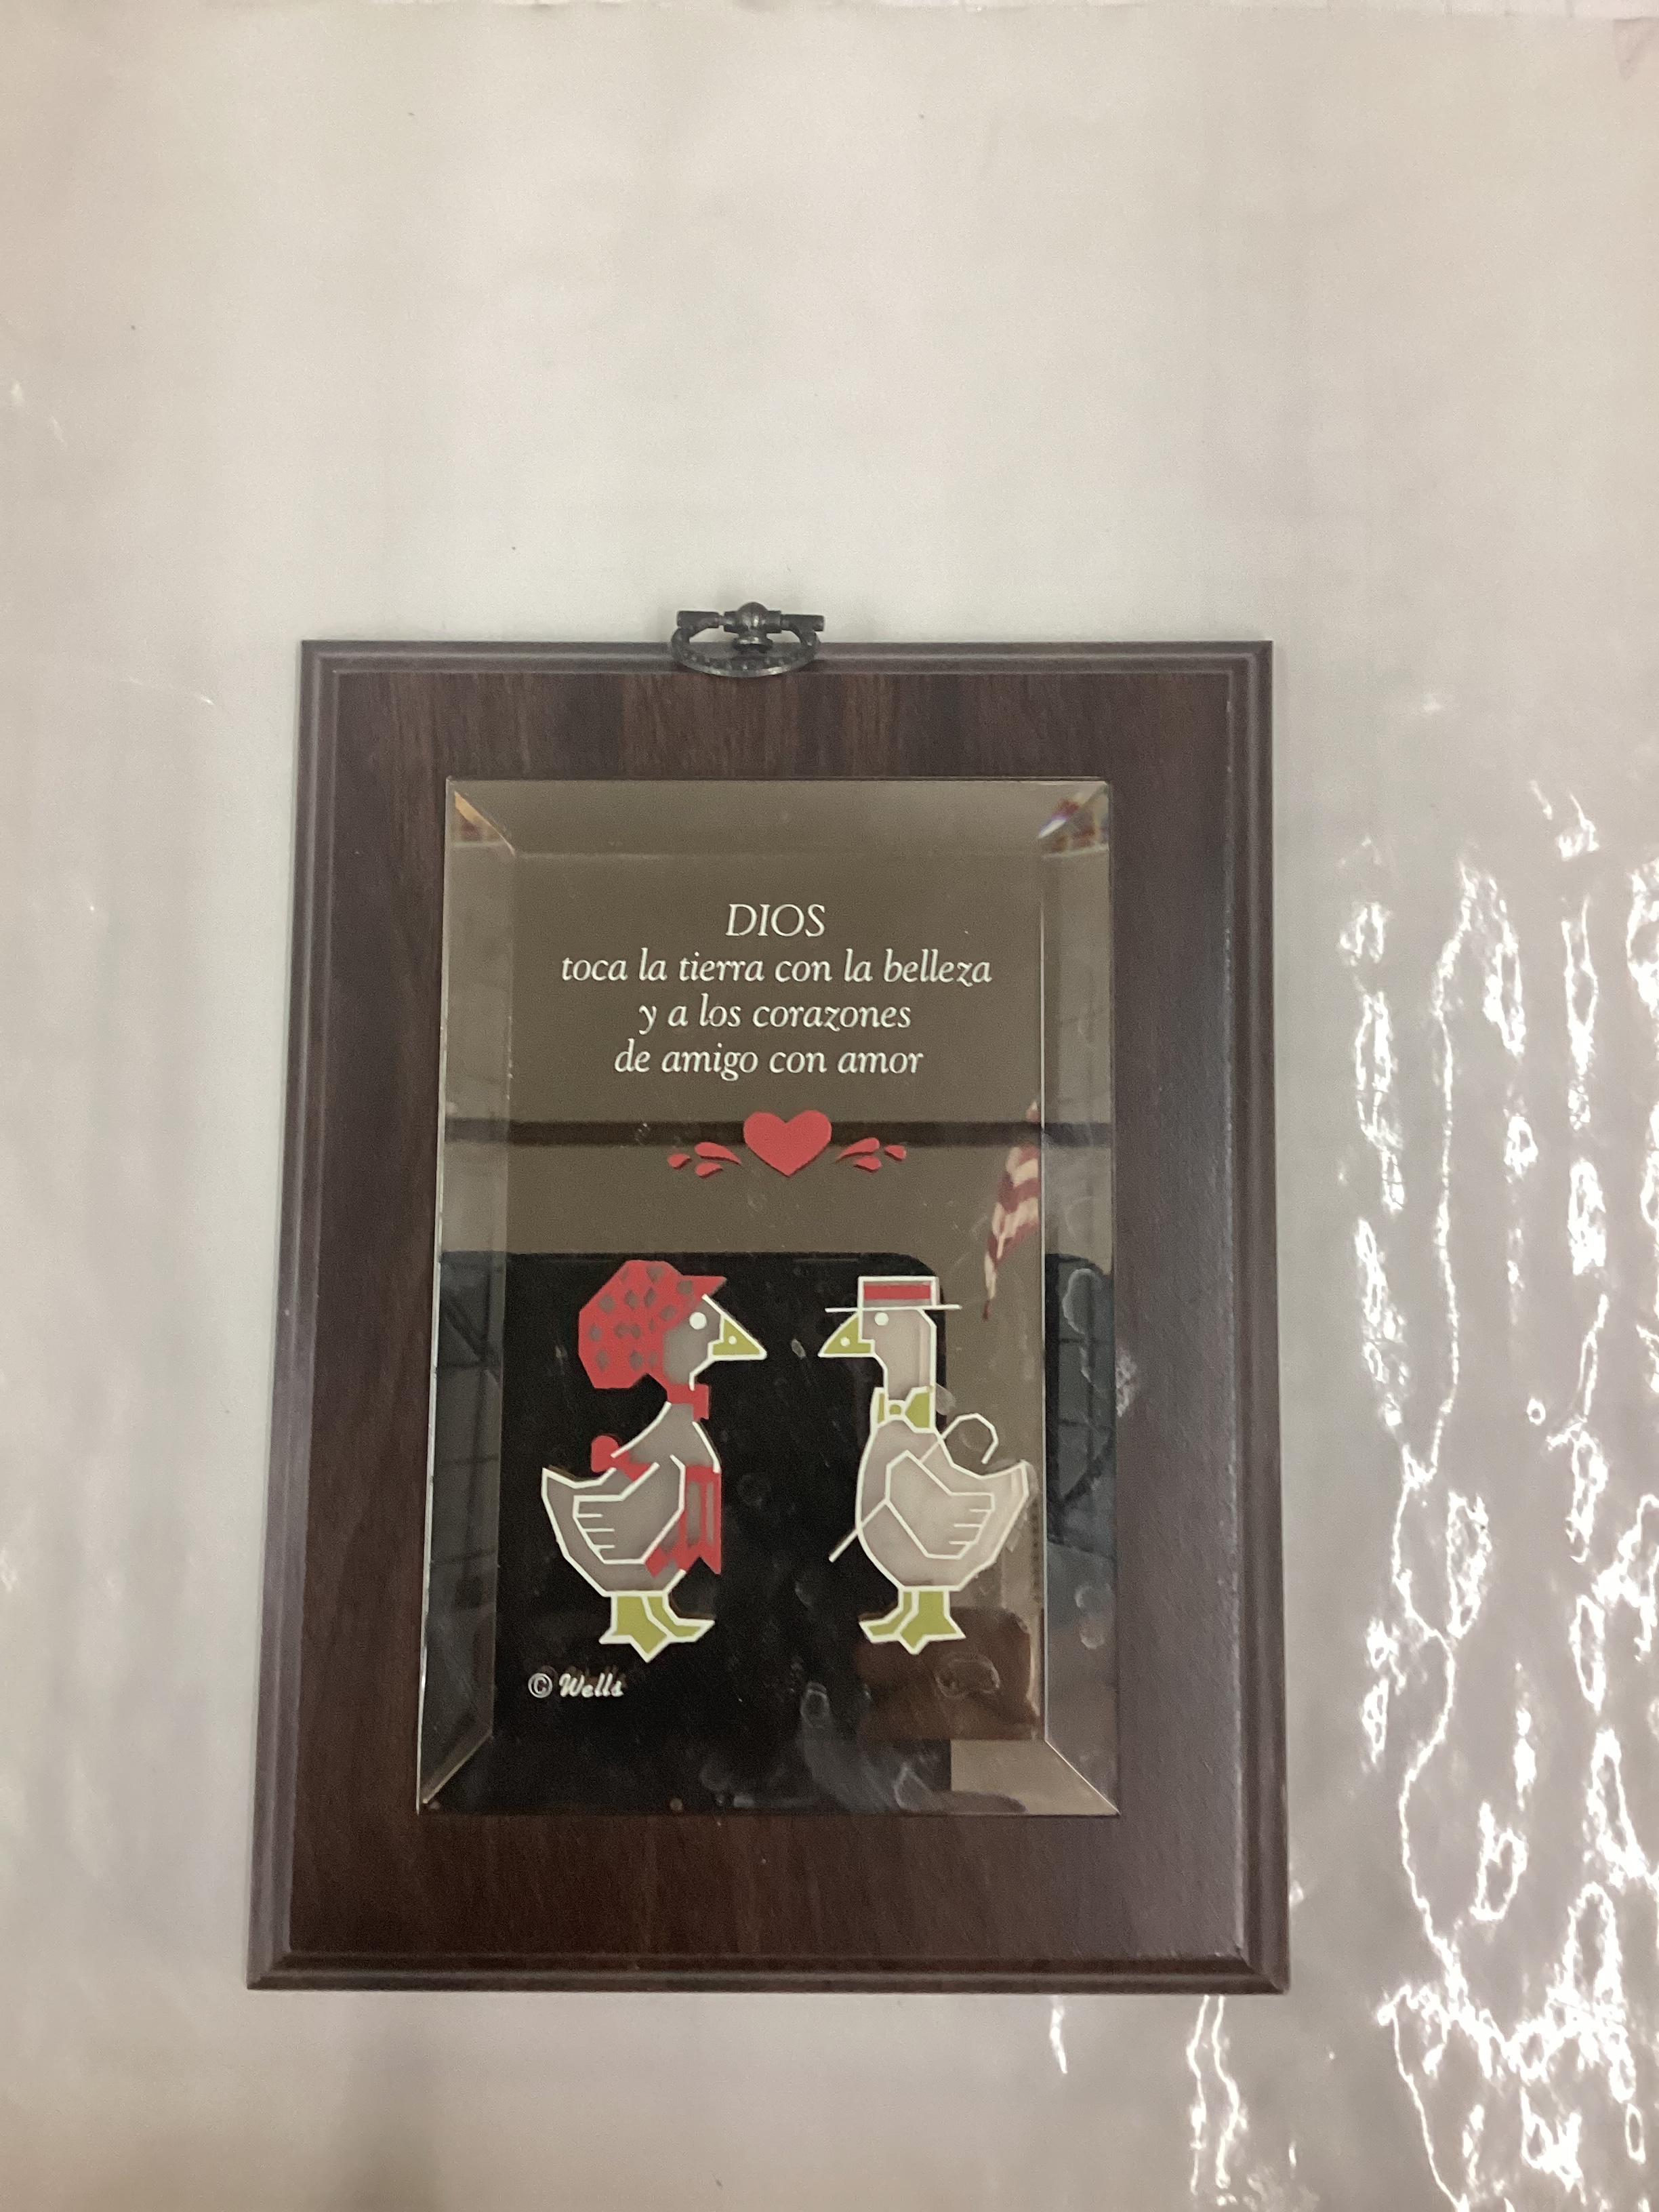 DIOS
toca la tierra con la belleza
y a los corazones
de amigo con amor
© Wells